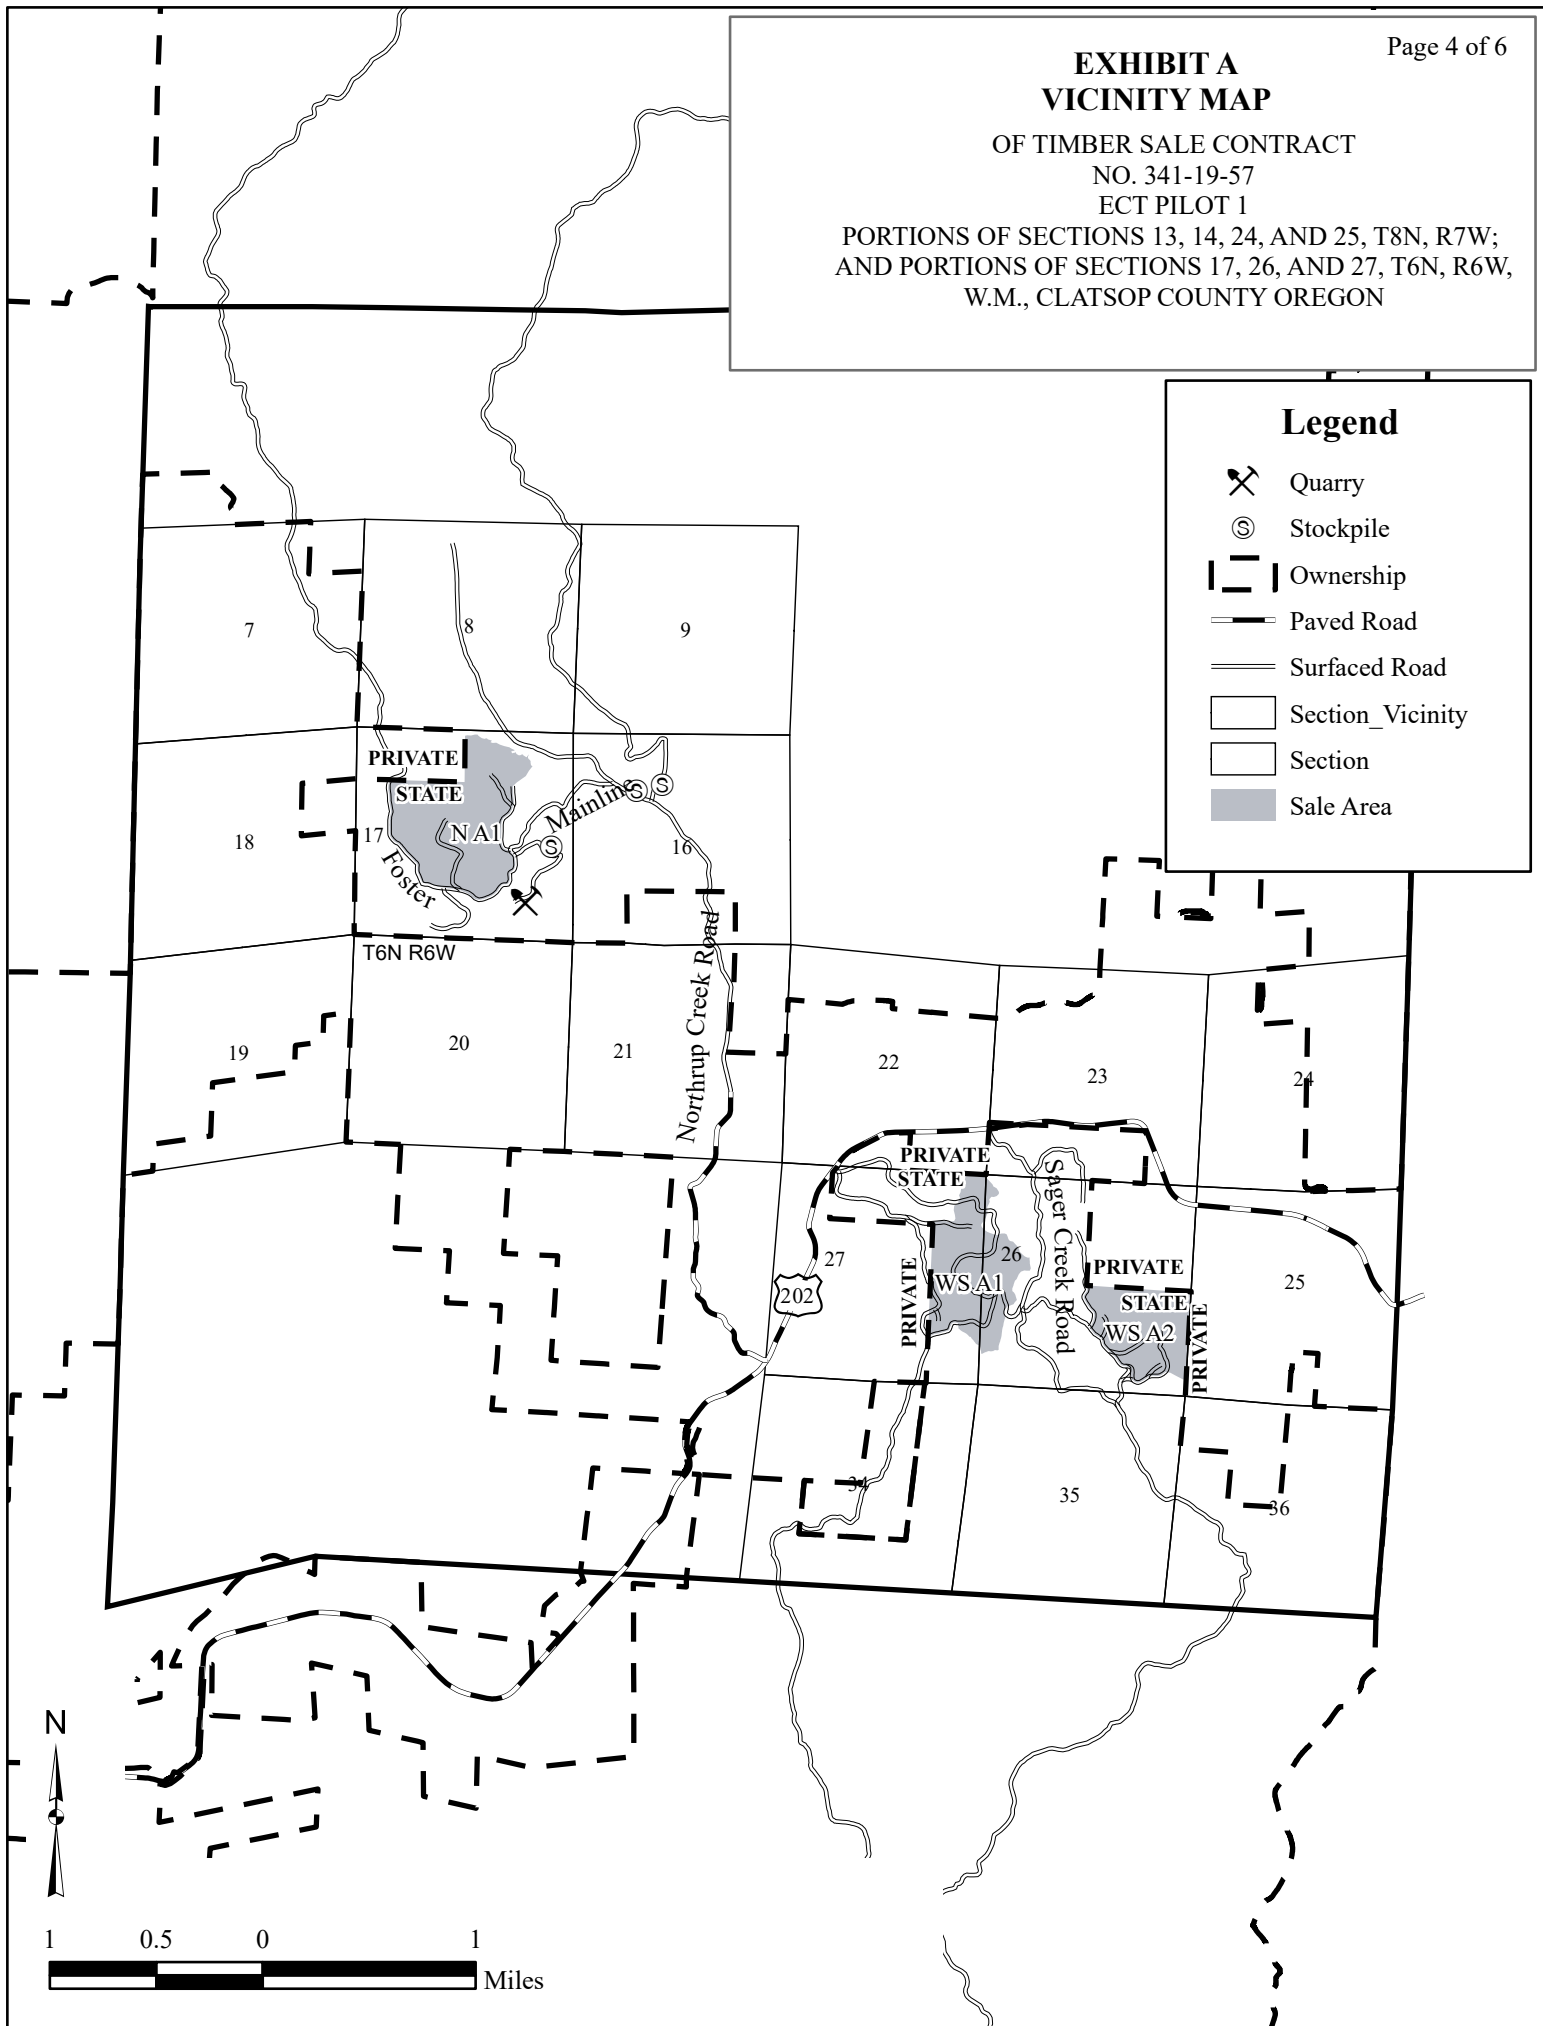 Page 4 of 6
EXHIBIT A
VICINITY MAP
OF TIMBER SALE CONTRACT
NO. 341-19-57
ECT PILOT 1
PORTIONS OF SECTIONS 13, 14, 24, AND 25, T8N, R7W;
AND PORTIONS OF SECTIONS 17, 26, AND 27, T6N, R6W,
W.M., CLATSOP COUNTY OREGON
Legend
Quarry
S Stockpile
Ownership
Paved Road
Surfaced Road
Section_Vicinity
Section
Sale Area
7
8
9
PRIVATE
STATE
S
S
Mainline
18
17
N A1
S
16
Foster
T6N R6W
Northrup Creek Road
19
20
21
22
23
24
PRIVATE
STATE
Sager Creek Road
27
26
PRIVATE
25
202
PRIVATE
WS A1
STATE
WS A2
PRIVATE
34
35
36
N
1 0.5 0 1
Miles